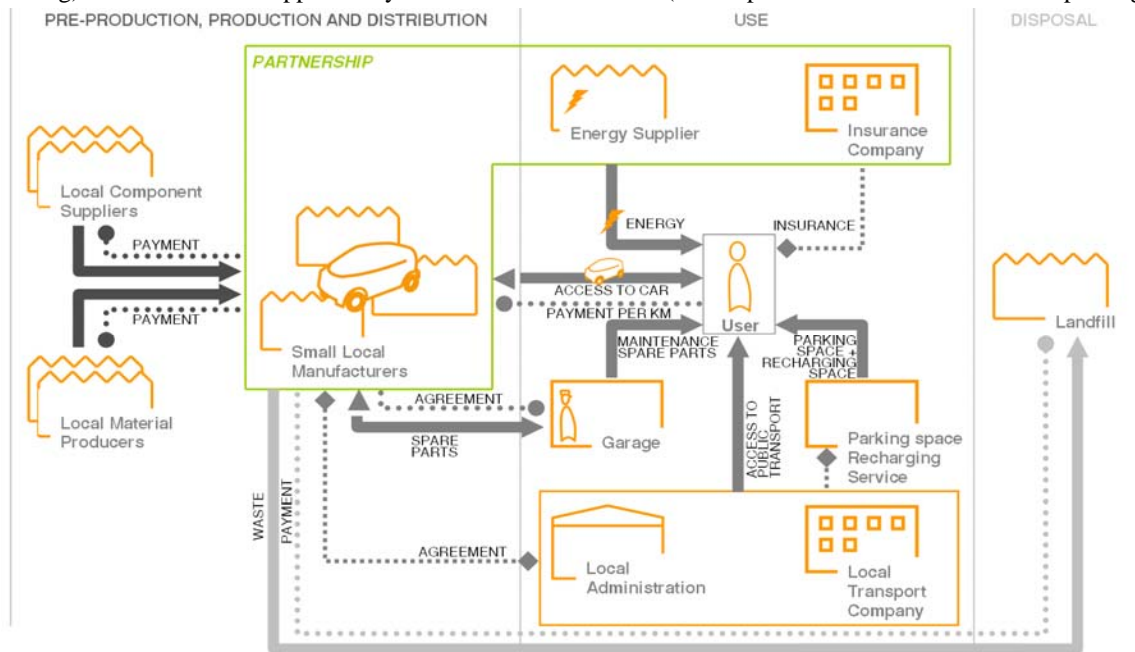 PRE-PRODUCTION, PRODUCTION AND DISTRIBUTION
USE
DISPOSAL
PARTNERSHIP
Energy Supplier
Insurance
Company
Local Component
Suppliers
PAYMENT
ENERGY
INSURANCE
ACCESS TO CAR
PAYMENT PER KM
User
PAYMENT
Small Local
Manufacturers
MAINTENANCE
SPARE PARTS
PARKING
SPACE +
RECHARGING
SPACE
Landfill
Local Material
Producers
AGREEMENT
SPARE
PARTS
Garage
ACCESS TO
PUBLIC
TRANSPORT
Parking space
Recharging
Service
WASTE
PAYMENT
AGREEMENT
Local
Administration
Local
Transport
Company